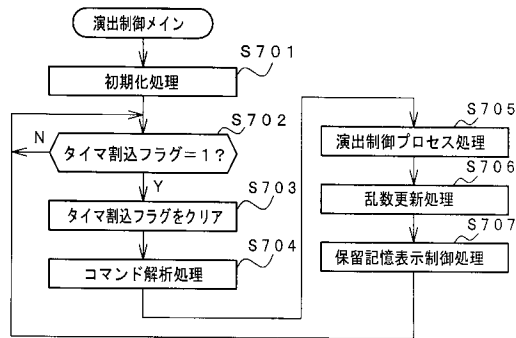 演出制御メイン
S701
初期化処理
S702
N
タイマ割込フラグ=1?
Y
S703
タイマ割込フラグをクリア
S704
コマンド解析処理
S705
演出制御プロセス処理
S706
乱数更新処理
S707
保留記憶表示制御処理